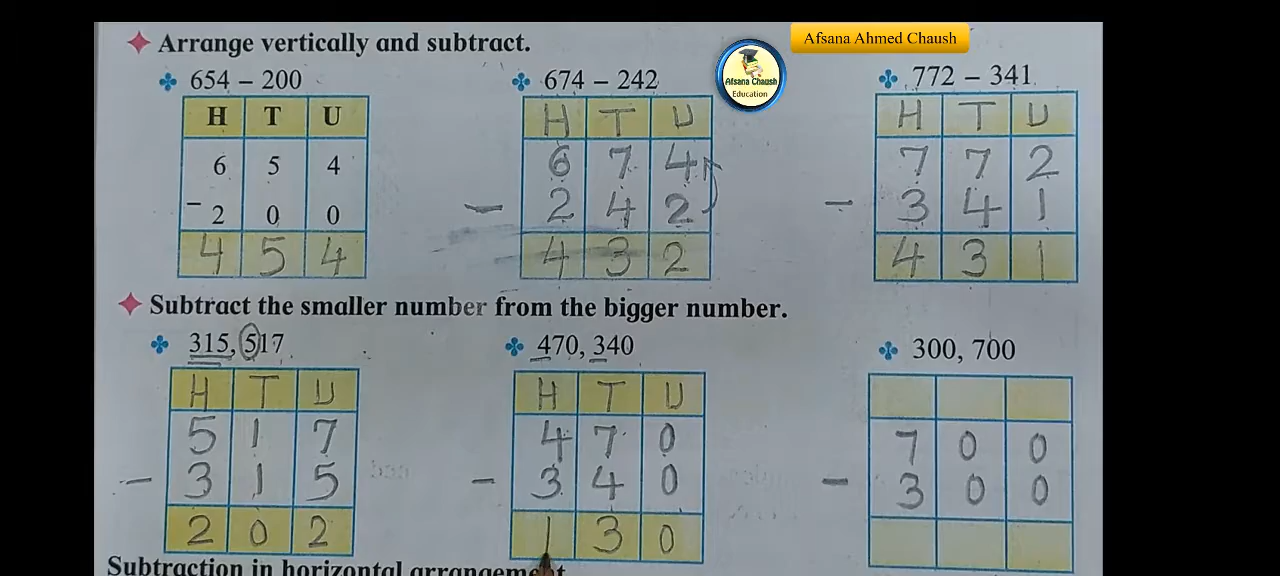 Afsana Ahmed Chaush
Arrange vertically and subtract.
654 – 200
674 – 242
772 – 341
Afsana Chaush
Education
H T U
6 5 4
- 2 0 0
4 5 4
H T U
6 7 4
- 2 4 2
4 3 2
H T U
7 7 2
- 3 4 1
4 3 1
Subtract the smaller number from the bigger number.
315, 517
470, 340
300, 700
H T U
5 1 7
- 3 1 5
2 0 2
H T U
4 7 0
- 3 4 0
1 3 0
7 0 0
- 3 0 0
Subtraction in horizontal arrangement